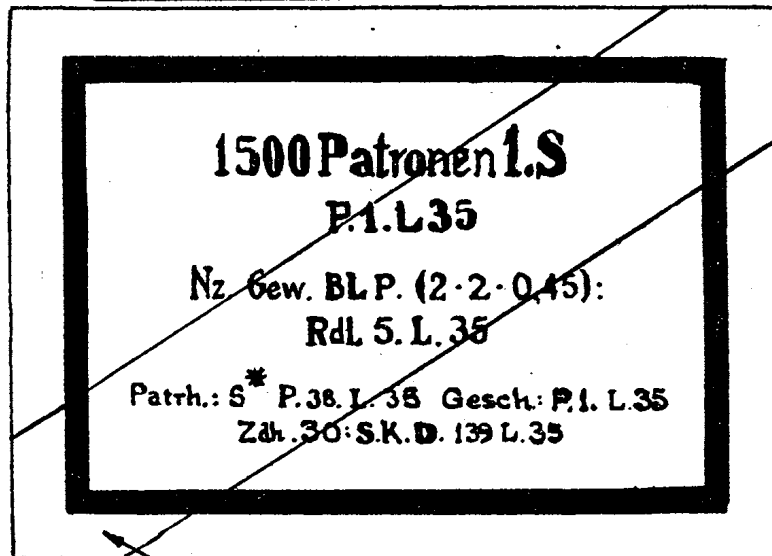 1500 Patronen 1.S
P.1.L35
Nz. Gew. BL P. (2·2·0,45):
Rdl. 5. L. 35
Patrh.: S* P.38. L. 35 Gesch.: P.1. L.35
Zdh. 30: S.K.D. 139 L.35